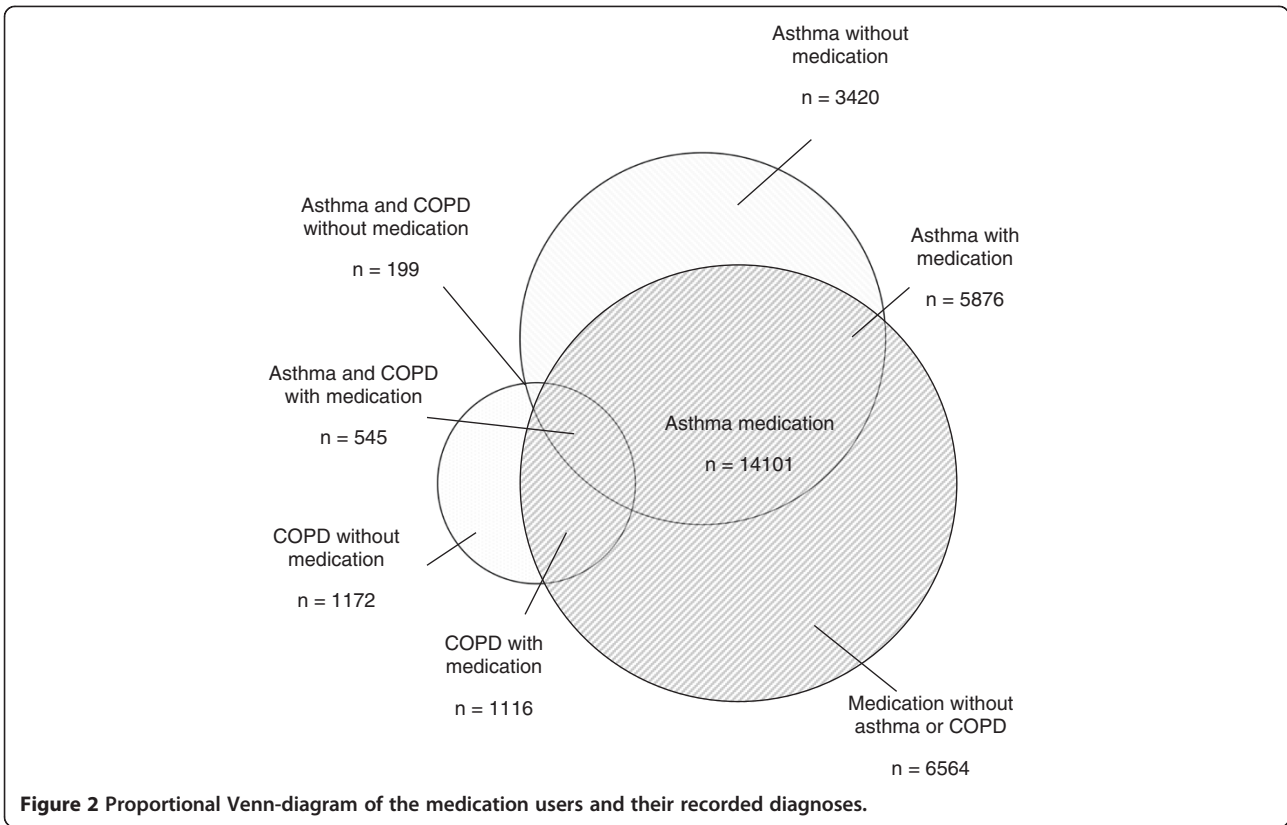 Asthma without
medication
n = 3420
Asthma and COPD
without medication
n = 199
Asthma with
medication
n = 5876
Asthma and COPD
with medication
n = 545
Asthma medication
n = 14101
COPD without
medication
n = 1172
COPD with
medication
n = 1116
Medication without
asthma or COPD
n = 6564
Figure 2 Proportional Venn-diagram of the medication users and their recorded diagnoses.